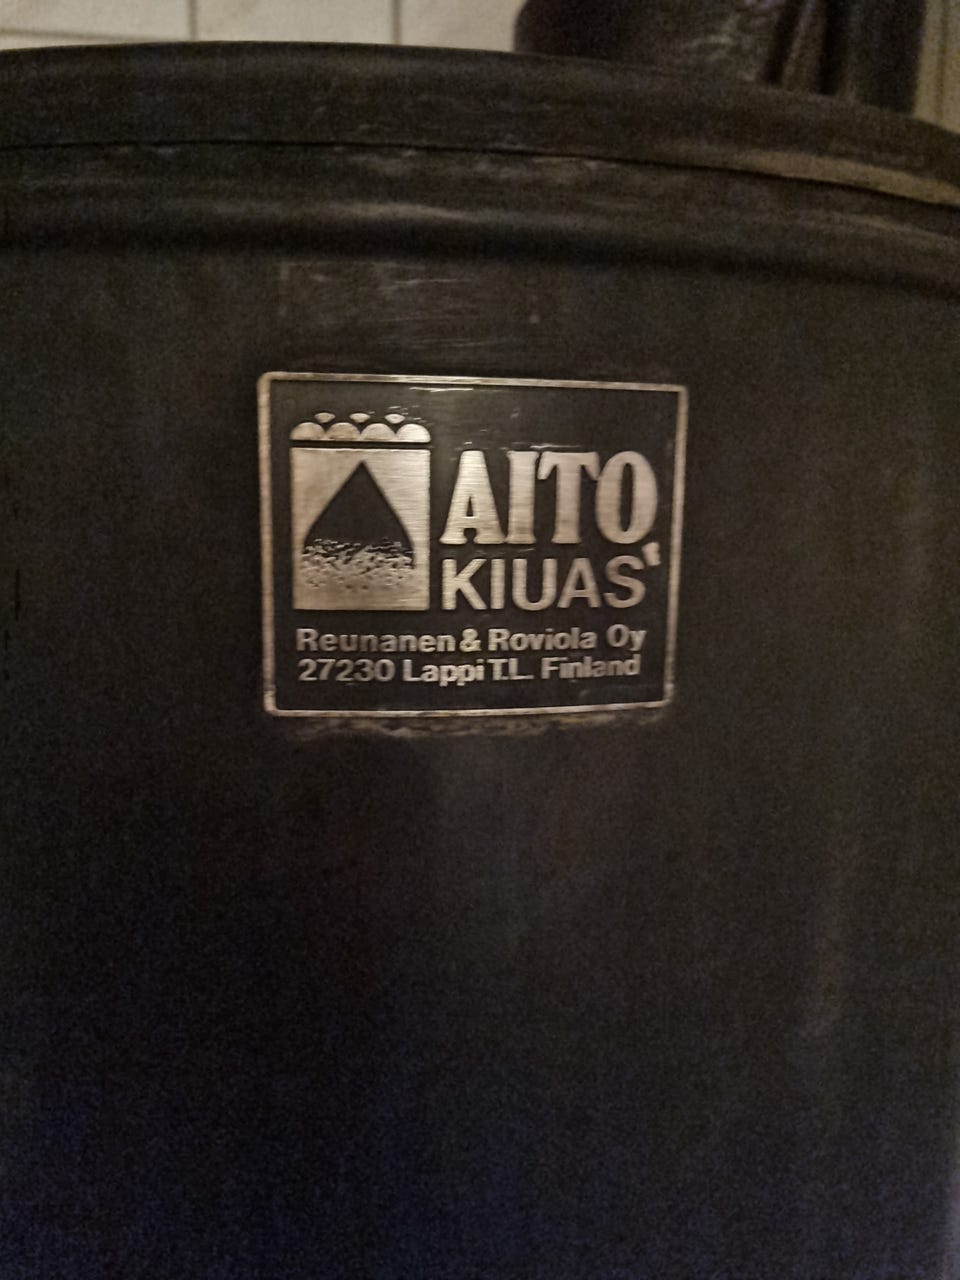 AITO
KIUAS
Reunanen & Roviola Oy
27230 Lappi T.L. Finland